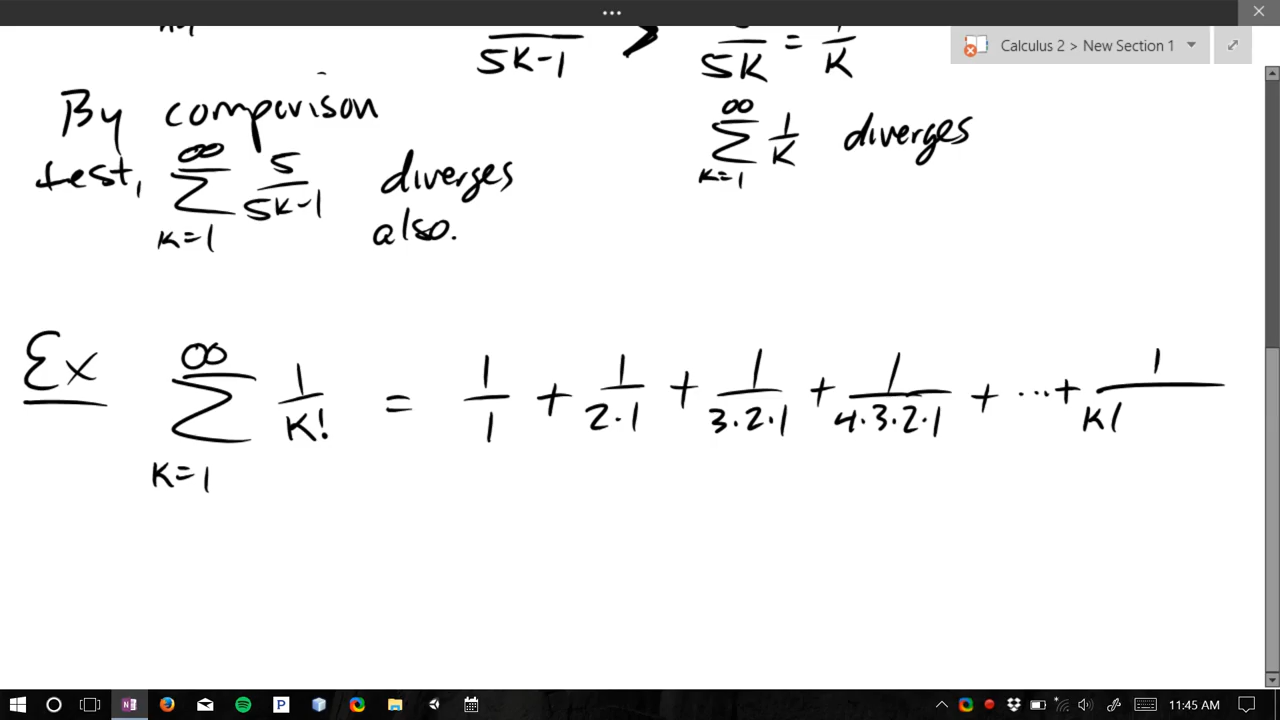 ...
Calculus 2 > New Section 1
5K-1 > 5K = 1/K
By comparison
∞ ∑ K=1 1/K diverges
test, ∞ ∑ K=1 5/5K-1 diverges
also.
Ex ∞ ∑ K=1 1/K! = 1/1 + 1/2·1 + 1/3·2·1 + 1/4·3·2·1 + ... + 1/K!
P
11:45 AM